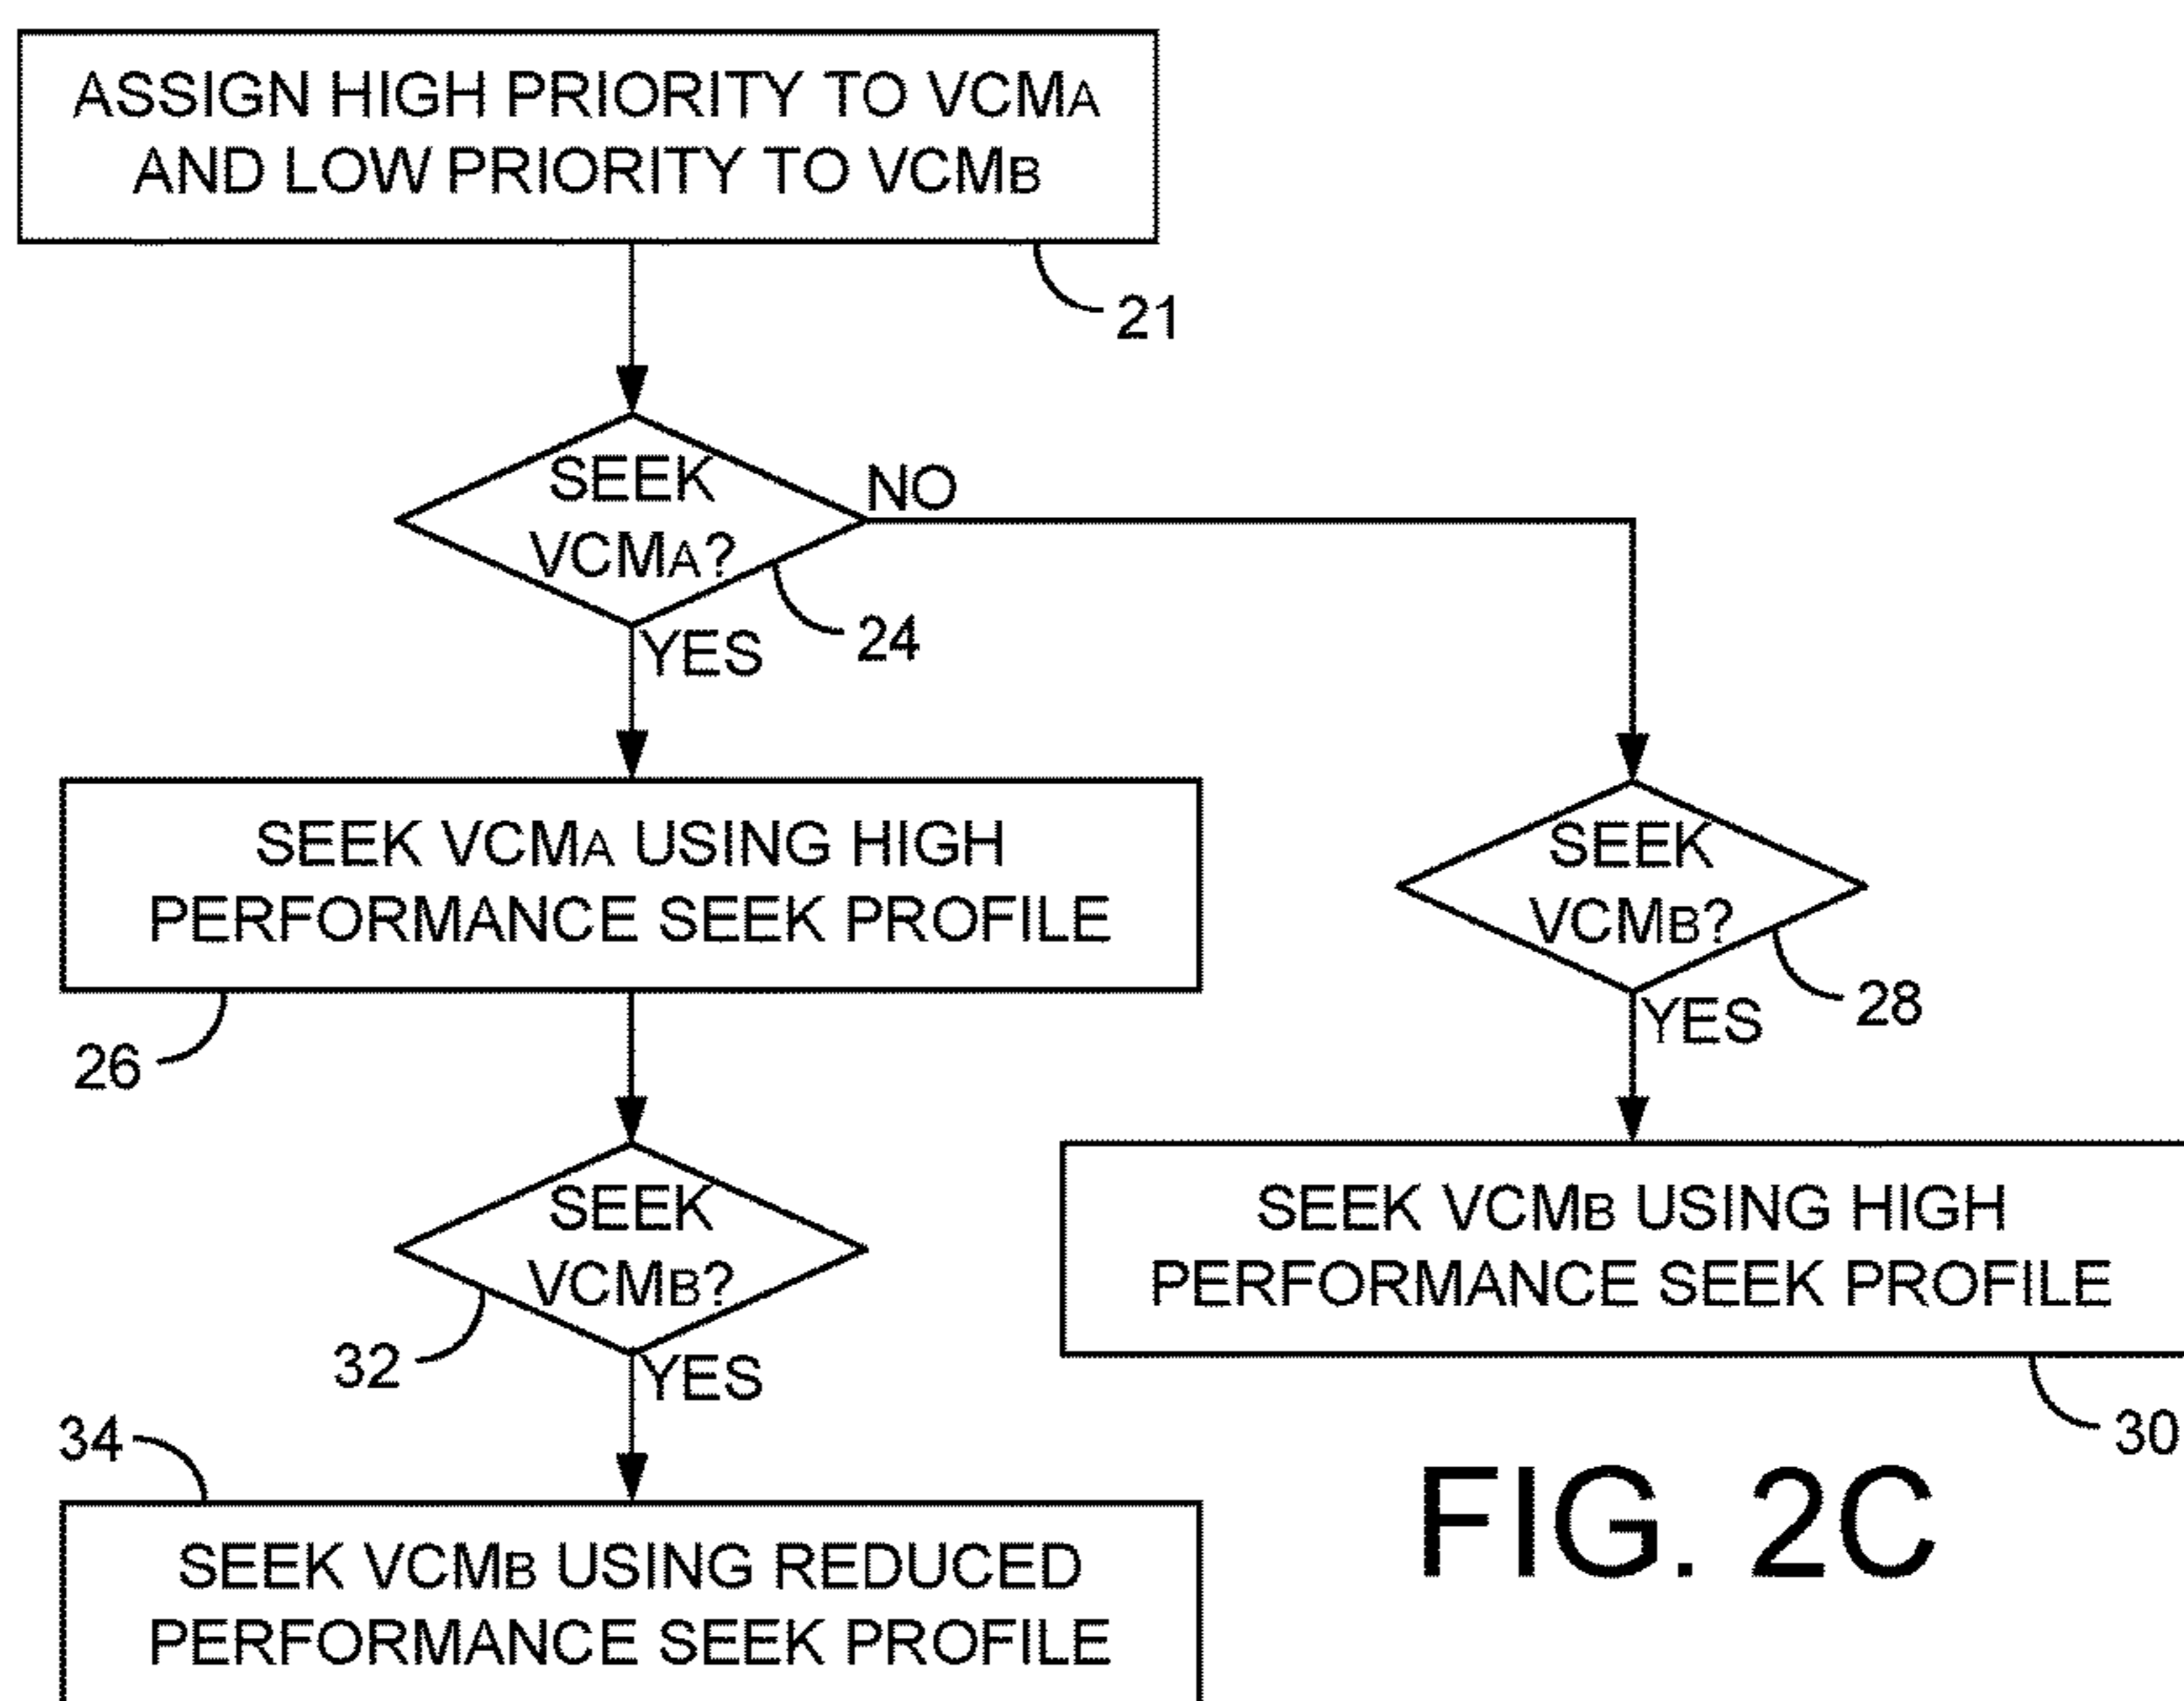 ASSIGN HIGH PRIORITY TO VCMA
AND LOW PRIORITY TO VCMB
21
SEEK
VCMA?
NO
24
YES
SEEK VCMA USING HIGH
PERFORMANCE SEEK PROFILE
26
SEEK
VCMB?
28
YES
SEEK
VCMB?
32
YES
SEEK VCMB USING HIGH
PERFORMANCE SEEK PROFILE
30
34
SEEK VCMB USING REDUCED
PERFORMANCE SEEK PROFILE
FIG. 2C